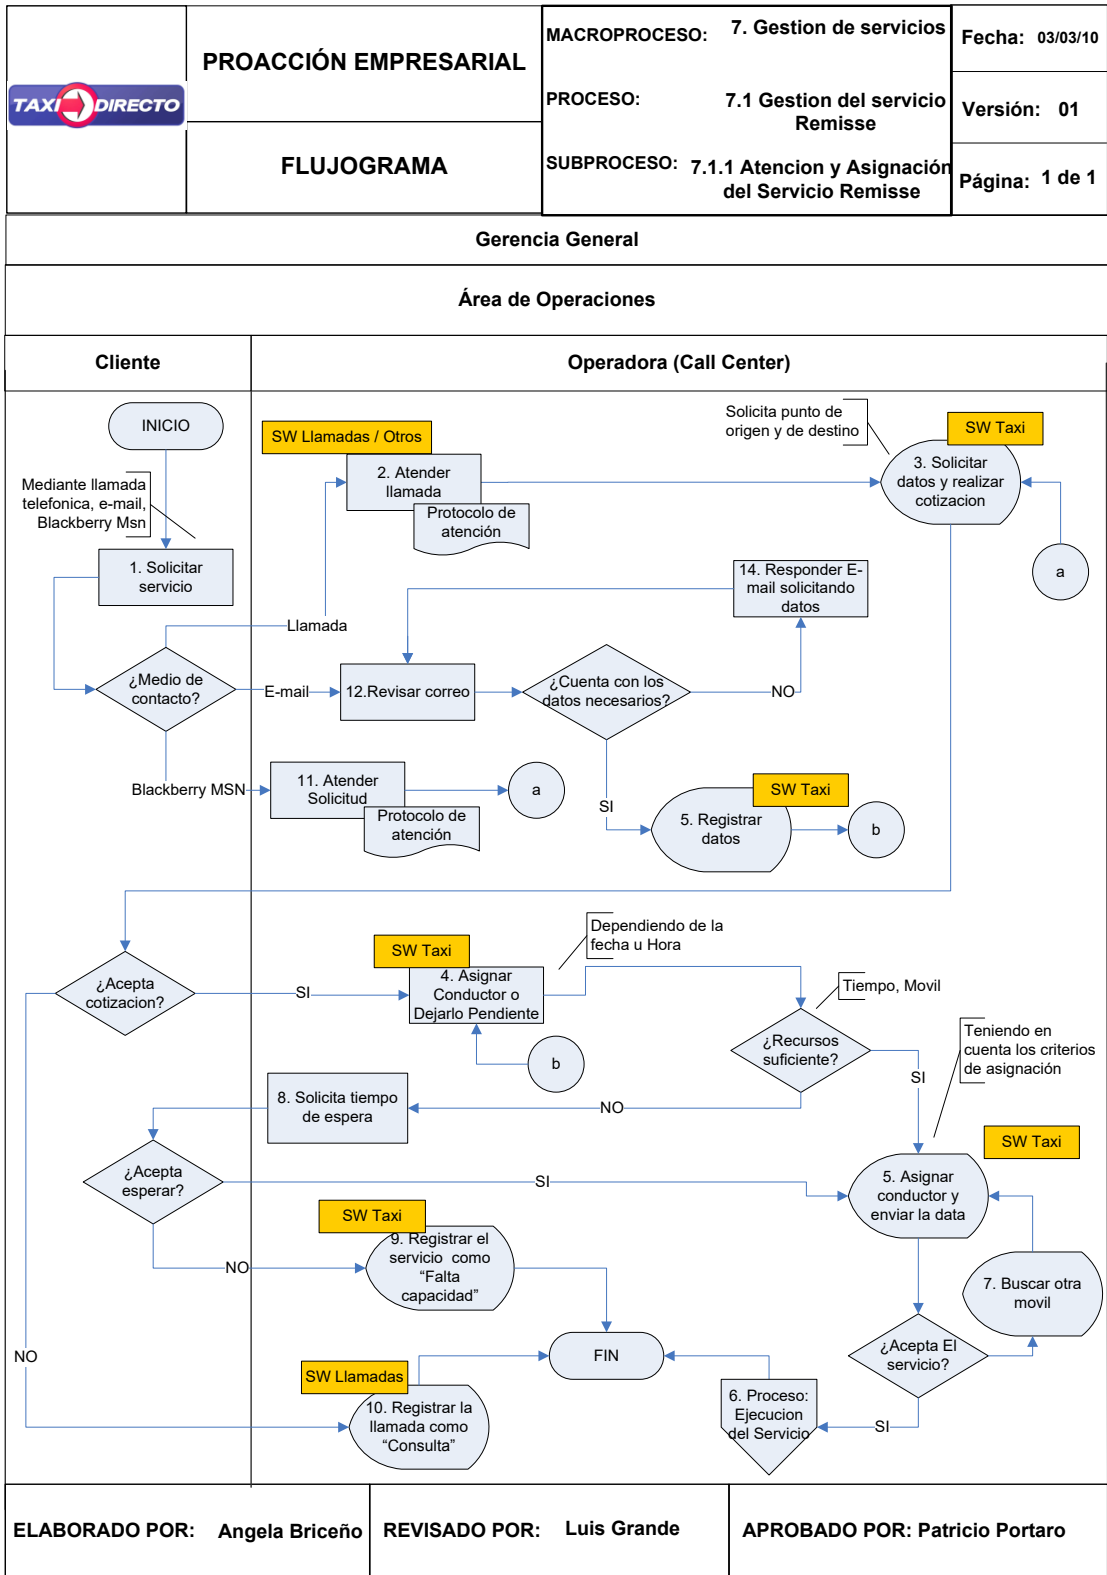 TAXI DIRECTO
PROACCIÓN EMPRESARIAL
FLUJOGRAMA
MACROPROCESO: 7. Gestion de servicios
PROCESO: 7.1 Gestion del servicio
Remisse
SUBPROCESO: 7.1.1 Atencion y Asignación
del Servicio Remisse
Fecha: 03/03/10
Versión: 01
Página: 1 de 1
Gerencia General
Área de Operaciones
Cliente
Operadora (Call Center)
INICIO
Mediante llamada
telefonica, e-mail,
Blackberry Msn
1. Solicitar
servicio
¿Medio de
contacto?
Llamada
E-mail
Blackberry MSN
SW Llamadas / Otros
2. Atender
llamada
Protocolo de
atención
Solicita punto de
origen y de destino
SW Taxi
3. Solicitar
datos y realizar
cotizacion
a
14. Responder E-
mail solicitando
datos
12.Revisar correo
¿Cuenta con los
datos necesarios?
NO
SI
11. Atender
Solicitud
Protocolo de
atención
a
SW Taxi
5. Registrar
datos
b
¿Acepta
cotizacion?
SI
NO
SW Taxi
4. Asignar
Conductor o
Dejarlo Pendiente
Dependiendo de la
fecha u Hora
b
Tiempo, Movil
¿Recursos
suficiente?
SI
NO
Teniendo en
cuenta los criterios
de asignación
8. Solicita tiempo
de espera
¿Acepta
esperar?
SI
NO
SW Taxi
5. Asignar
conductor y
enviar la data
SW Taxi
9. Registrar el
servicio como
“Falta
capacidad”
7. Buscar otra
movil
¿Acepta El
servicio?
SI
FIN
SW Llamadas
10. Registrar la
llamada como
“Consulta”
6. Proceso:
Ejecucion
del Servicio
ELABORADO POR: Angela Briceño
REVISADO POR: Luis Grande
APROBADO POR: Patricio Portaro